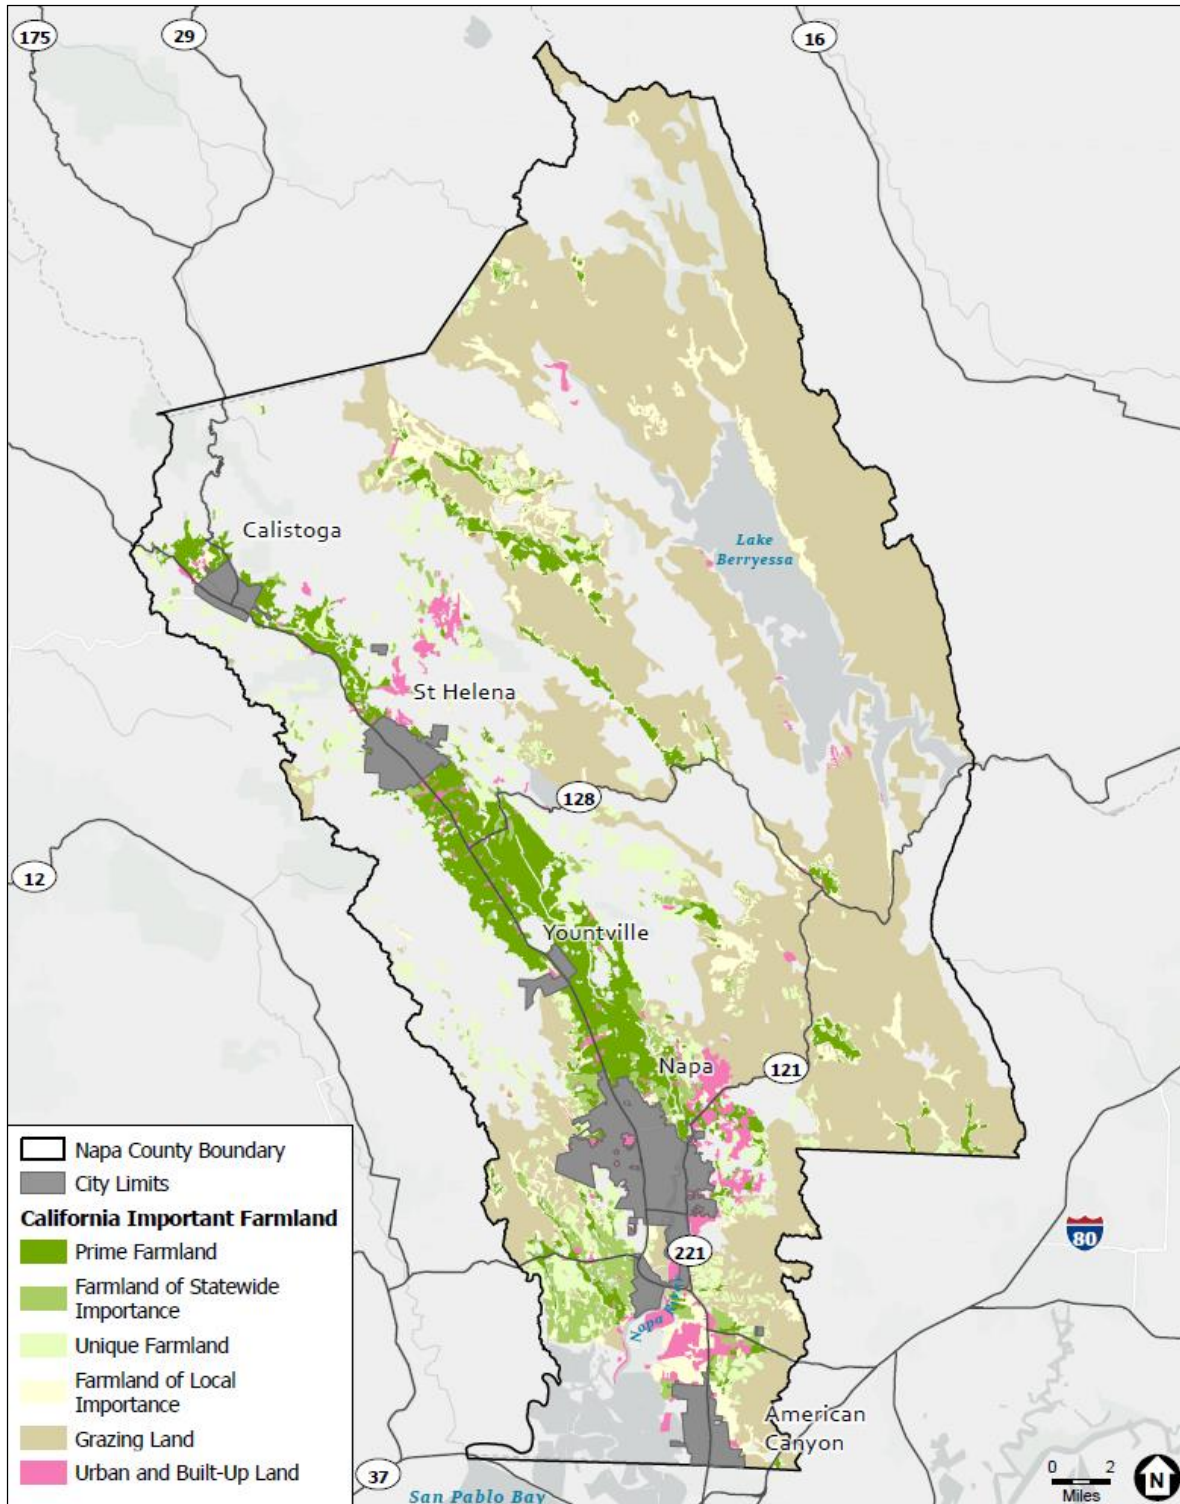 175
29
16
Calistoga
Lake
Berryessa
St Helena
128
12
Yountville
Napa
121
221
80
Napa River
American
Canyon
37
San Pablo Bay
Napa County Boundary
City Limits
California Important Farmland
Prime Farmland
Farmland of Statewide
Importance
Unique Farmland
Farmland of Local
Importance
Grazing Land
Urban and Built-Up Land
0 2
Miles
N